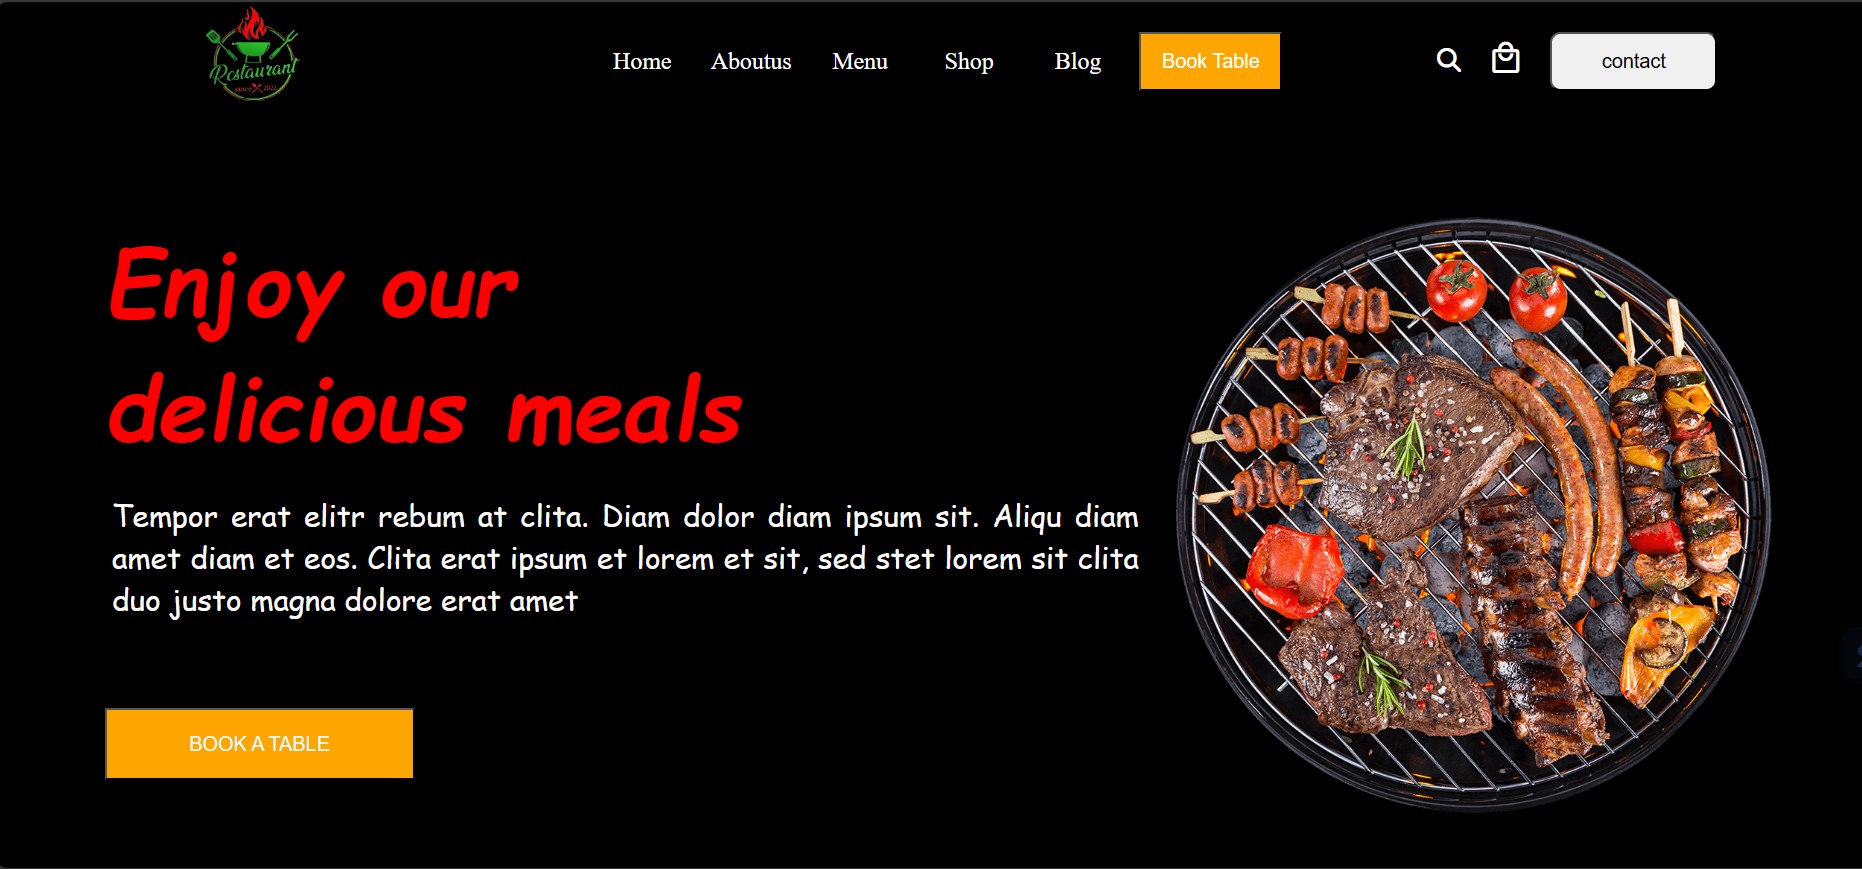 Restaurant
since 2022
Home Aboutus Menu Shop Blog Book Table contact
Enjoy our
delicious meals
Tempor erat elitr rebum at clita. Diam dolor diam ipsum sit. Aliqu diam
amet diam et eos. Clita erat ipsum et lorem et sit, sed stet lorem sit clita
duo justo magna dolore erat amet
BOOK A TABLE